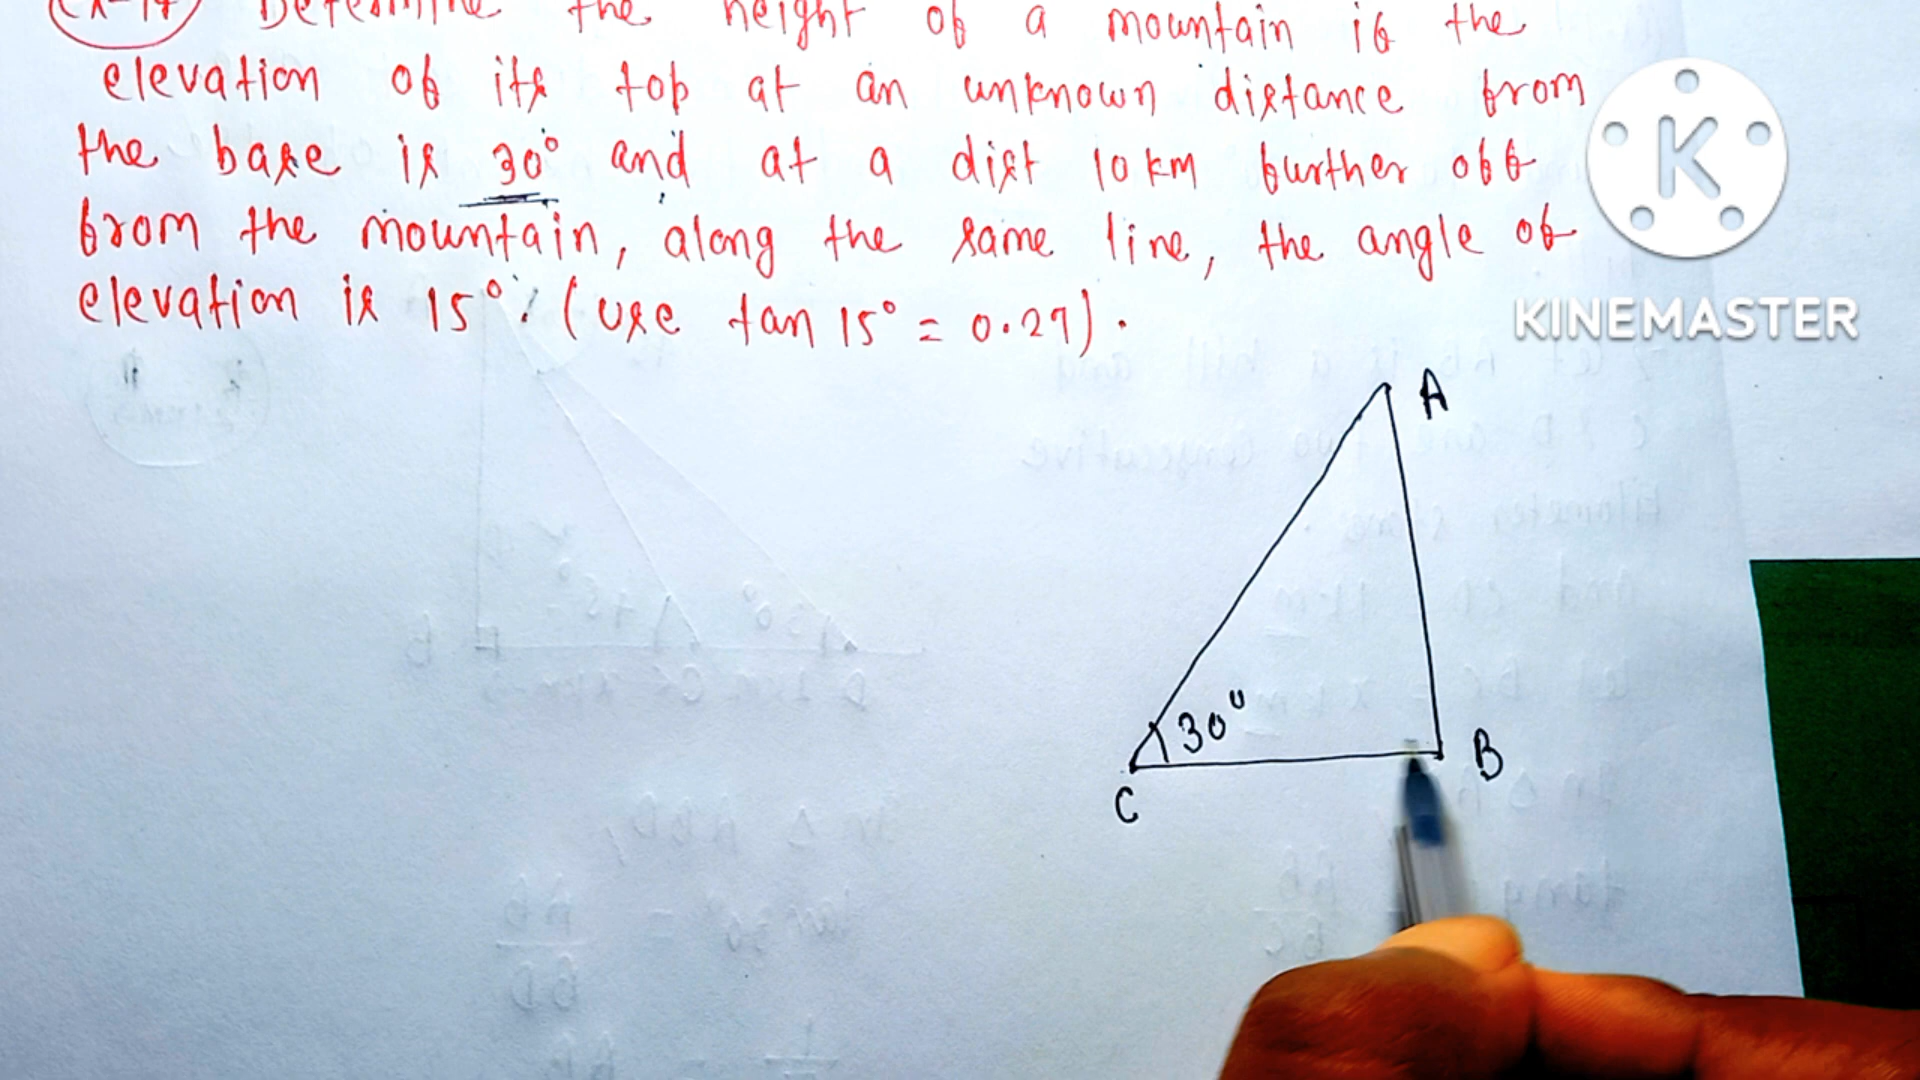 Determine the height of a mountain if the
elevation of its top at an unknown distance from
the base is 30° and at a dist 10 km further off
from the mountain, along the same line, the angle of
elevation is 15° (use tan 15° = 0.27).
KINEMASTER
A
30°
B
C